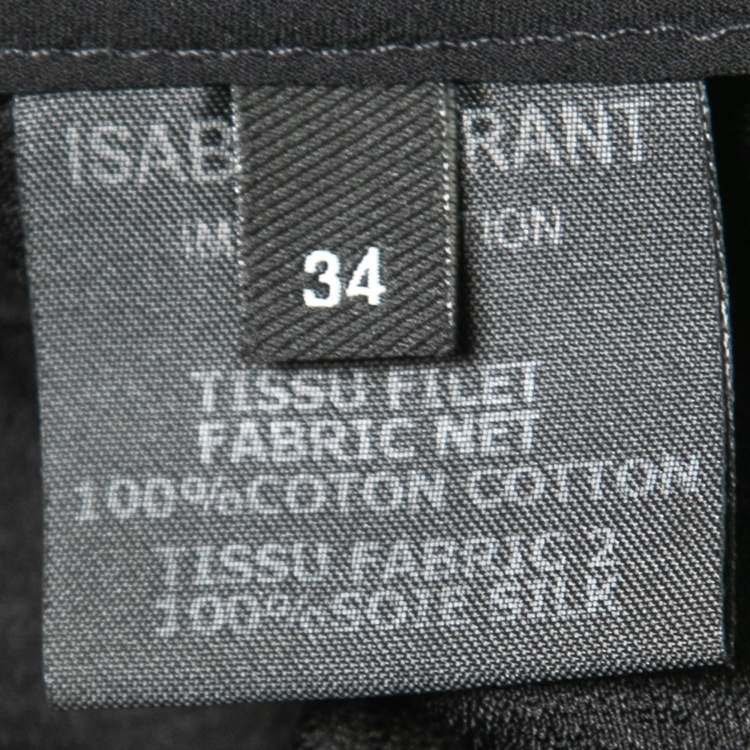 ISAB RANT
IM ION
34
TISSU FILET
FABRIC NET
100%COTON COTTON
TISSU FABRIC 2
100%SOIE SILK